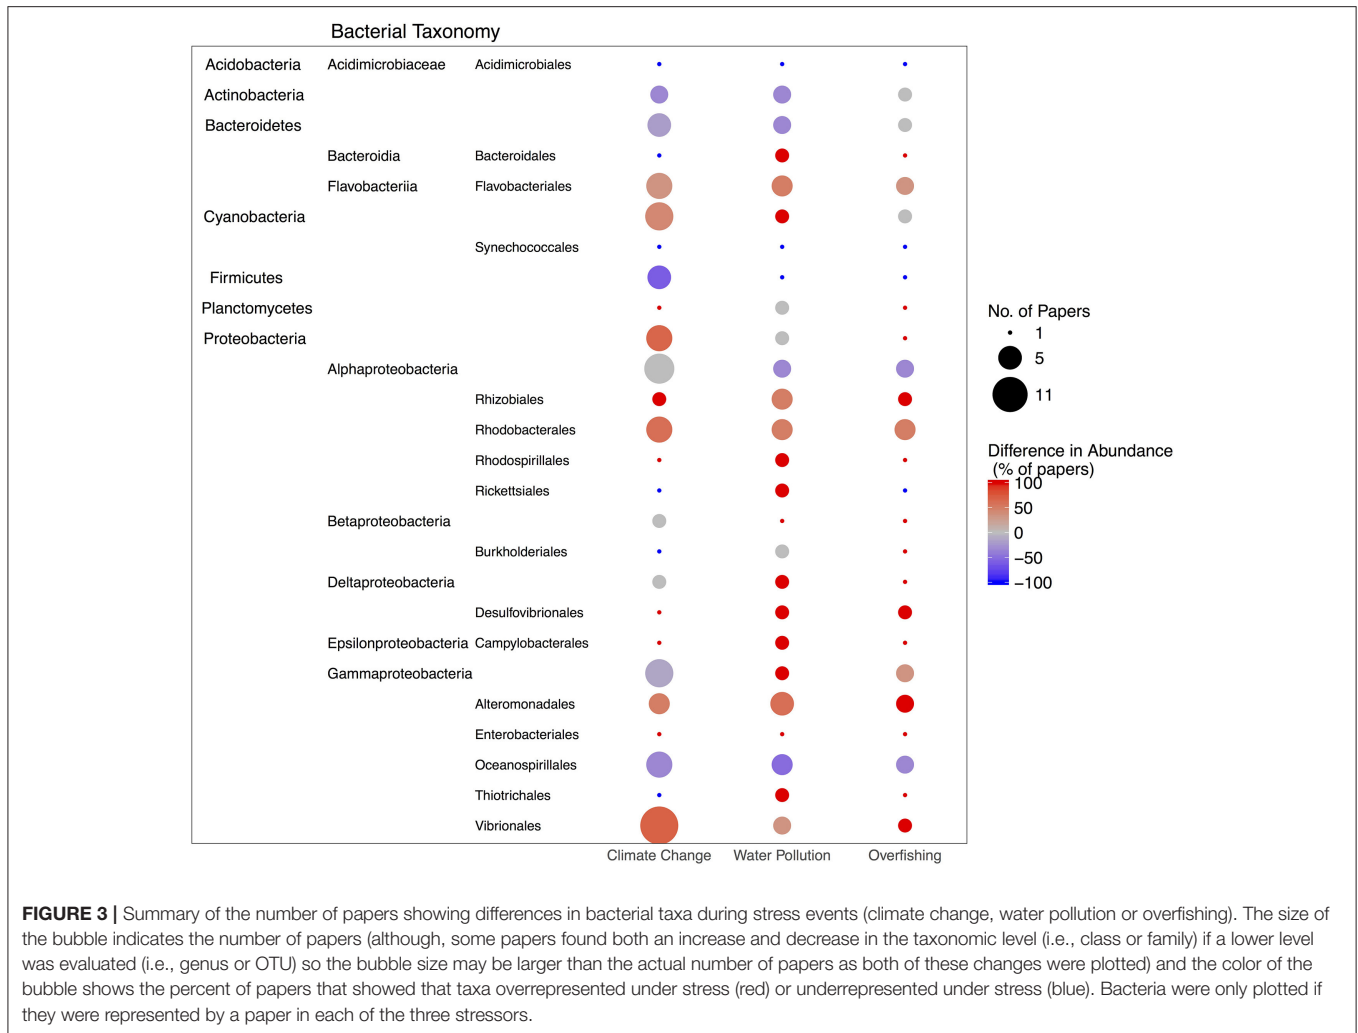 Bacterial Taxonomy
Acidobacteria Acidimicrobiaceae Acidimicrobiales
Actinobacteria
Bacteroidetes
Bacteroidia Bacteroidales
Flavobacteriia Flavobacteriales
Cyanobacteria
Synechococcales
Firmicutes
Planctomycetes
Proteobacteria
Alphaproteobacteria
Rhizobiales
Rhodobacterales
Rhodospirillales
Rickettsiales
Betaproteobacteria
Burkholderiales
Deltaproteobacteria
Desulfovibrionales
Epsilonproteobacteria Campylobacterales
Gammaproteobacteria
Alteromonadales
Enterobacteriales
Oceanospirillales
Thiotrichales
Vibrionales
Climate Change Water Pollution Overfishing
No. of Papers
1
5
11
Difference in Abundance
(% of papers)
100
50
0
−50
−100
FIGURE 3 | Summary of the number of papers showing differences in bacterial taxa during stress events (climate change, water pollution or overfishing). The size of
the bubble indicates the number of papers (although, some papers found both an increase and decrease in the taxonomic level (i.e., class or family) if a lower level
was evaluated (i.e., genus or OTU) so the bubble size may be larger than the actual number of papers as both of these changes were plotted) and the color of the
bubble shows the percent of papers that showed that taxa overrepresented under stress (red) or underrepresented under stress (blue). Bacteria were only plotted if
they were represented by a paper in each of the three stressors.